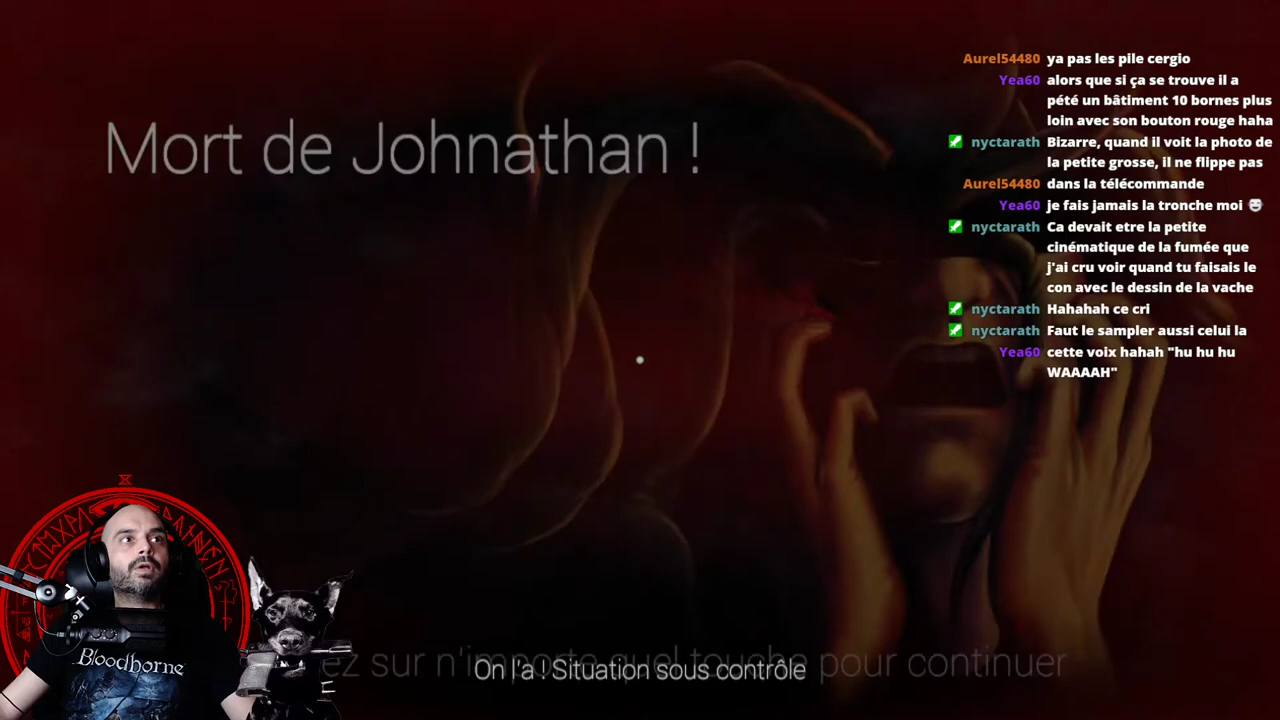 Mort de Johnathan !
Aurel54480 ya pas les pile cergio
Yea60 alors que si ça se trouve il a
pété un bâtiment 10 bornes plus
loin avec son bouton rouge haha
nyctarath Bizarre, quand il voit la photo de
la petite grosse, il ne flippe pas
Aurel54480 dans la télécommande
Yea60 je fais jamais la tronche moi
nyctarath Ca devait etre la petite
cinématique de la fumée que
j'ai cru voir quand tu faisais le
con avec le dessin de la vache
nyctarath Hahahah ce cri
nyctarath Faut le sampler aussi celui la
Yea60 cette voix hahah "hu hu hu
WAAAAH"
Bloodborne
ez sur n'importe quel touche pour continuer
On l'a ! Situation sous contrôle